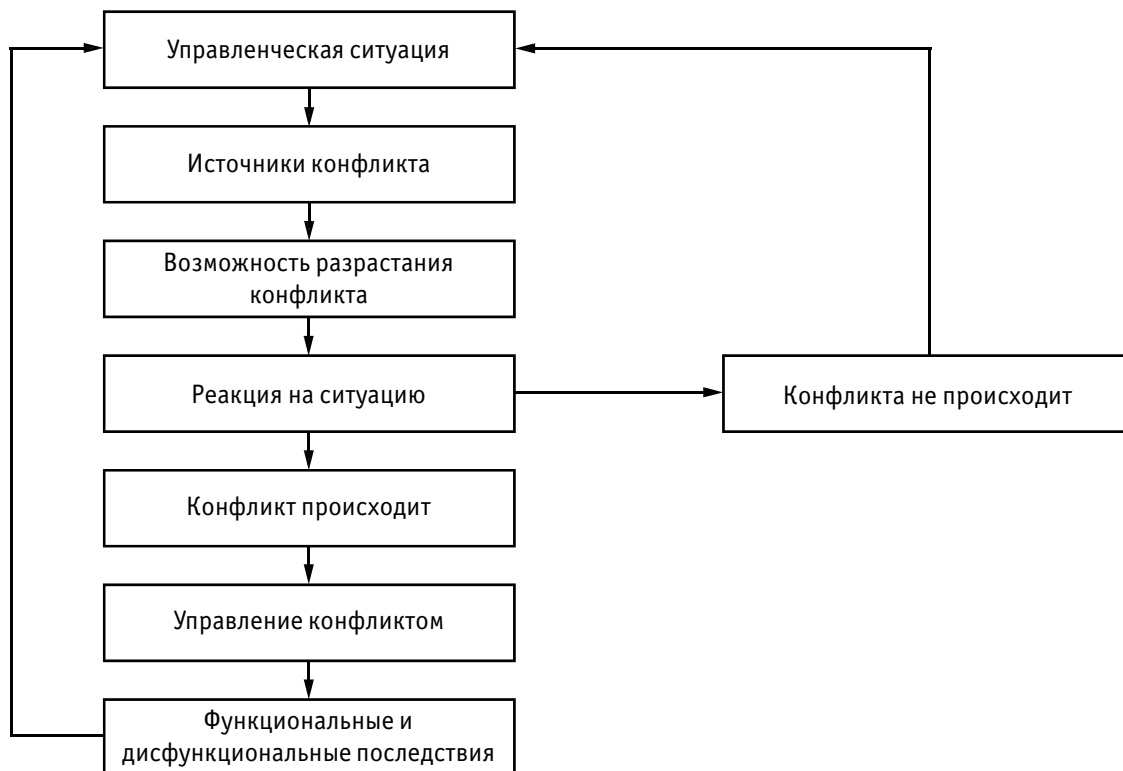 Управленческая ситуация
Источники конфликта
Возможность разрастания
конфликта
Реакция на ситуацию
Конфликта не происходит
Конфликт происходит
Управление конфликтом
Функциональные и
дисфункциональные последствия